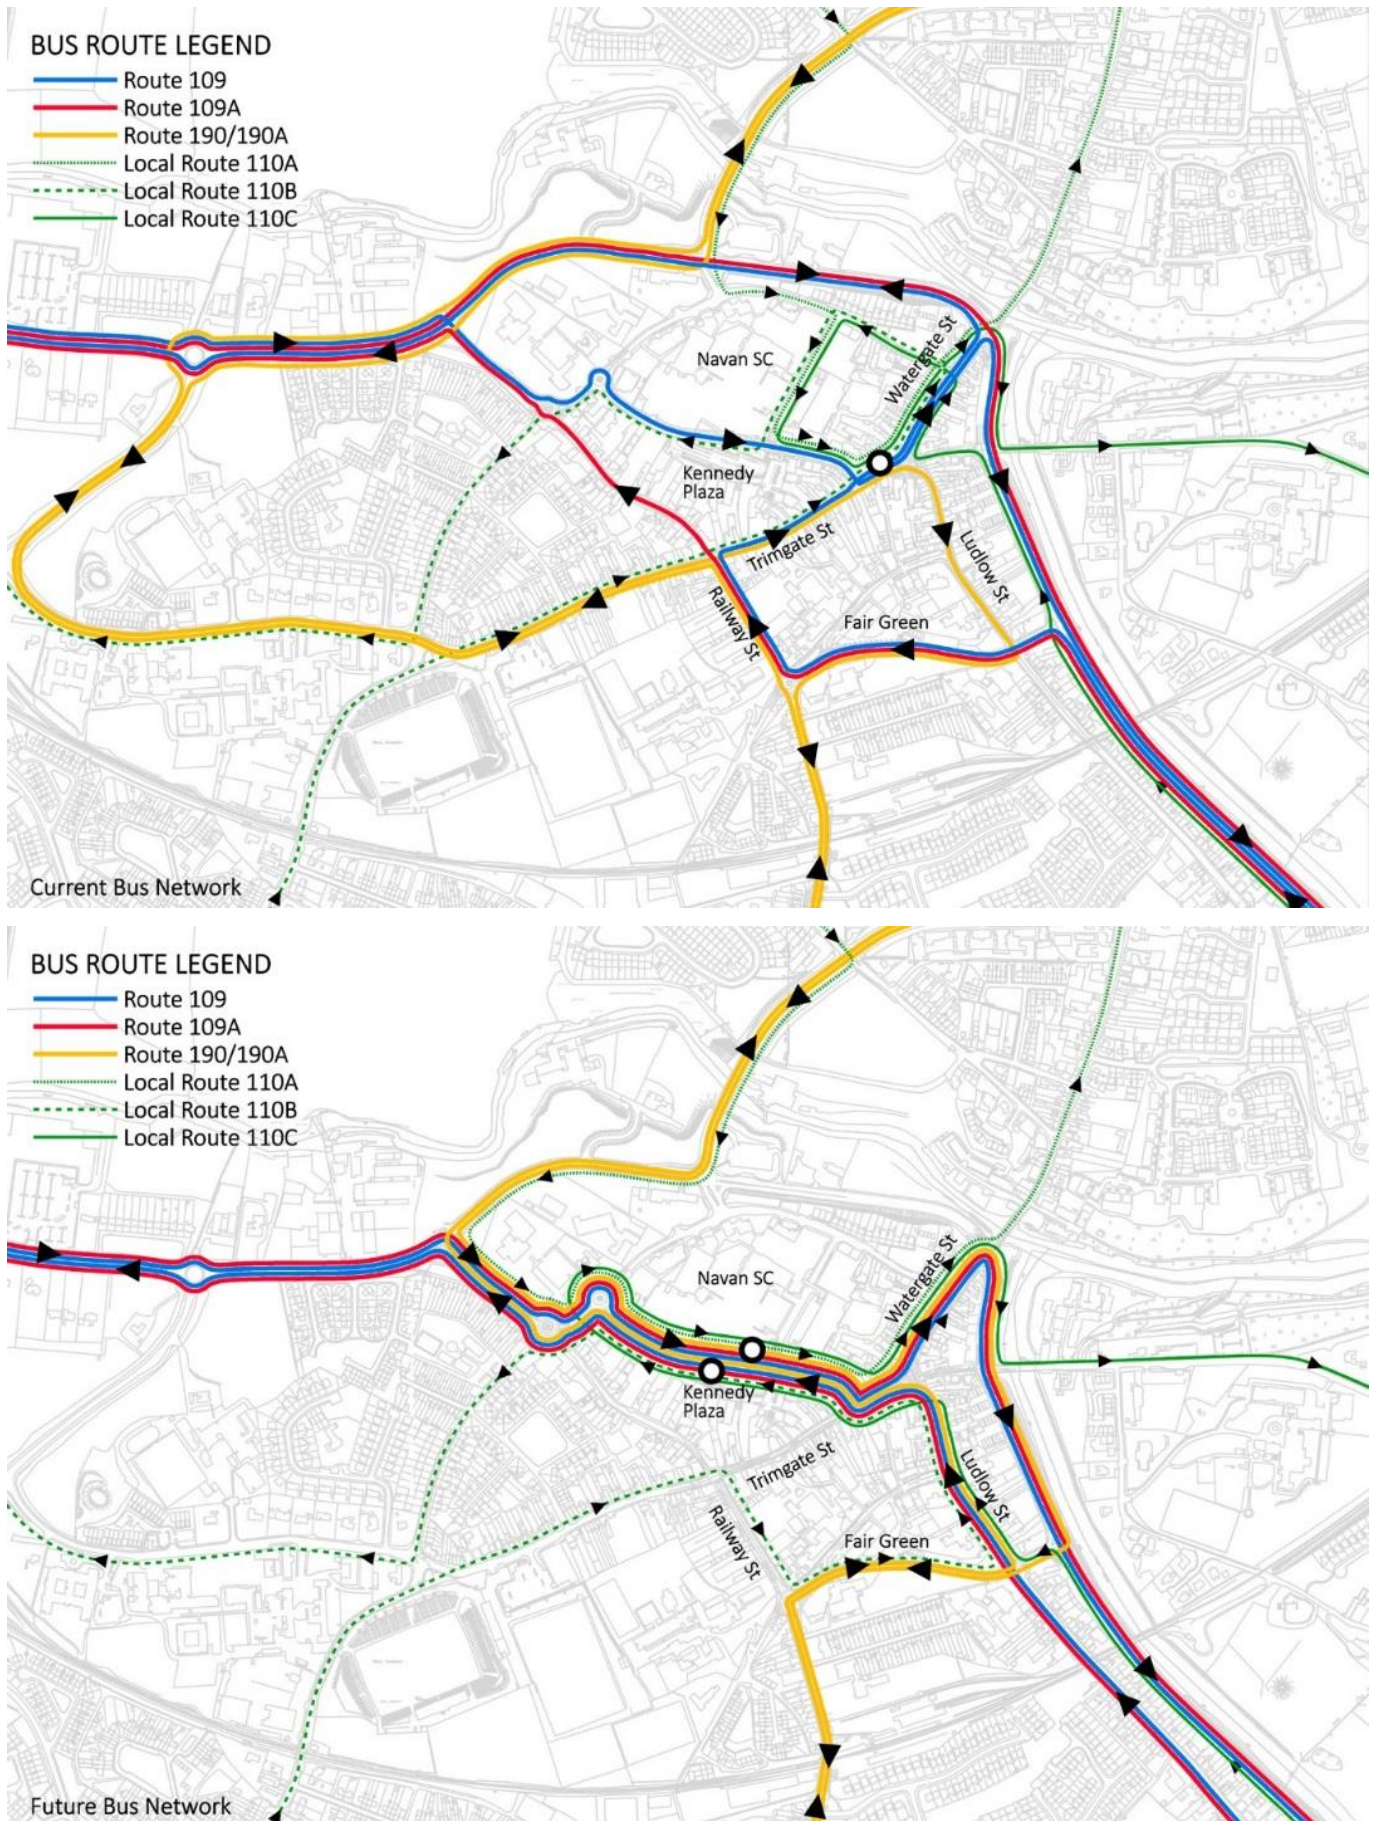 BUS ROUTE LEGEND
Route 109
Route 109A
Route 190/190A
Local Route 110A
Local Route 110B
Local Route 110C
Navan SC
Watergate St
Kennedy
Plaza
Trimgate St
Ludlow St
Railway St
Fair Green
Current Bus Network
BUS ROUTE LEGEND
Route 109
Route 109A
Route 190/190A
Local Route 110A
Local Route 110B
Local Route 110C
Watergate St
Navan SC
Kennedy
Plaza
Trimgate St
Ludlow St
Railway St
Fair Green
Future Bus Network